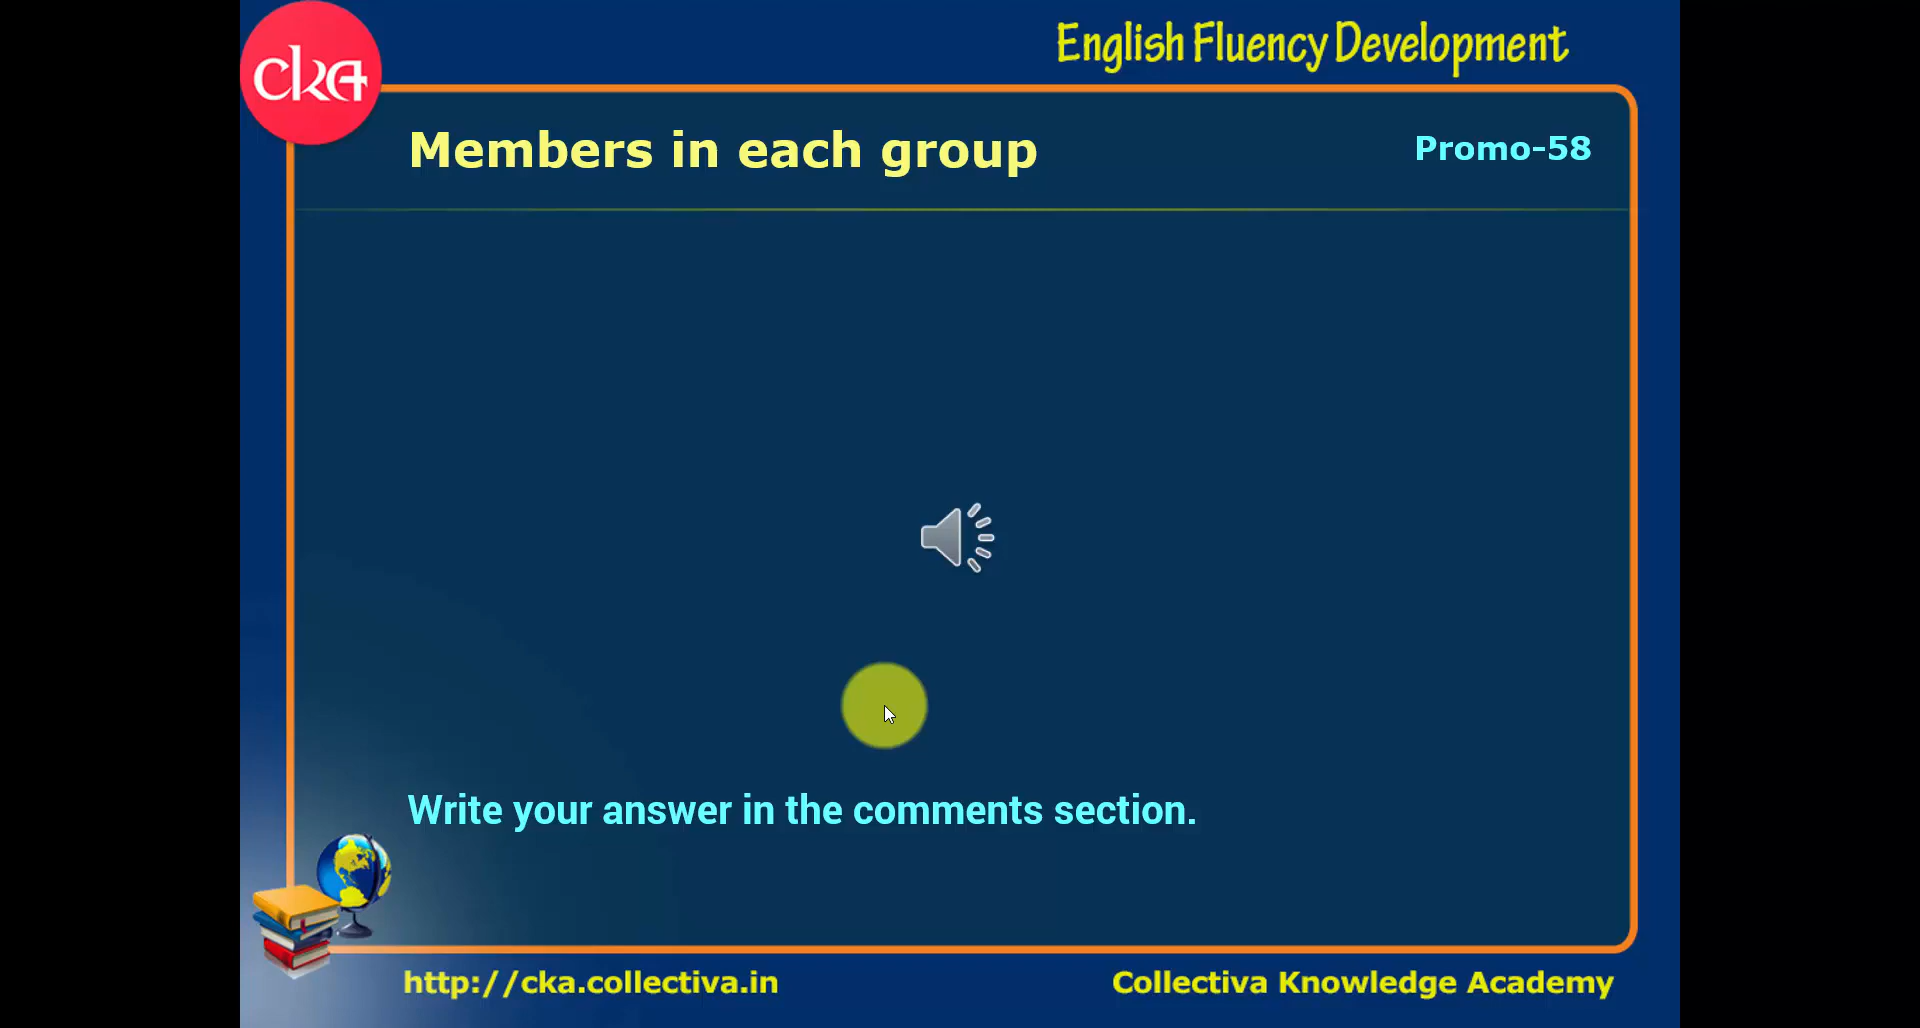 cka
English Fluency Development
Members in each group
Promo-58
Write your answer in the comments section.
http://cka.collectiva.in
Collectiva Knowledge Academy